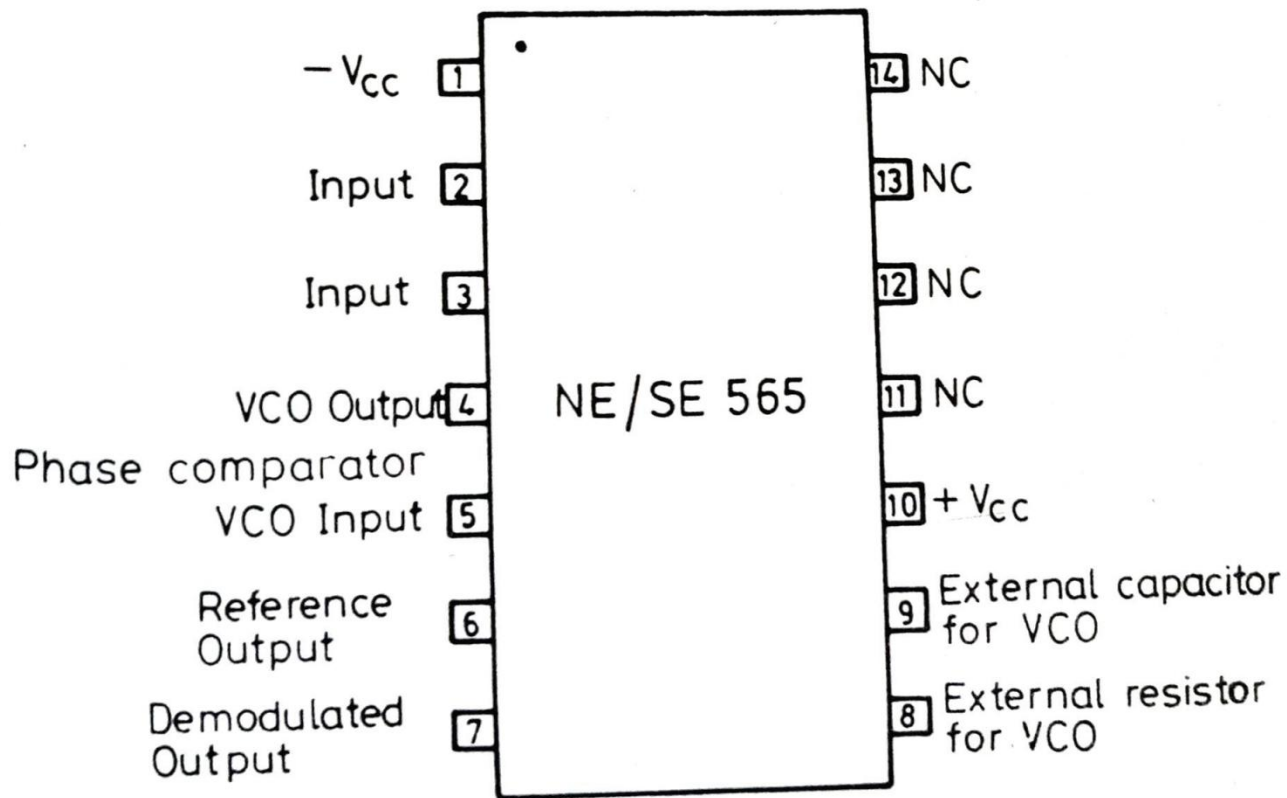 − VCC 1
Input 2
Input 3
VCO Output 4
Phase comparator
VCO Input 5
Reference
Output
6
Demodulated
Output
7
NE/SE 565
14 NC
13 NC
12 NC
11 NC
10 + VCC
9 External capacitor
for VCO
8 External resistor
for VCO